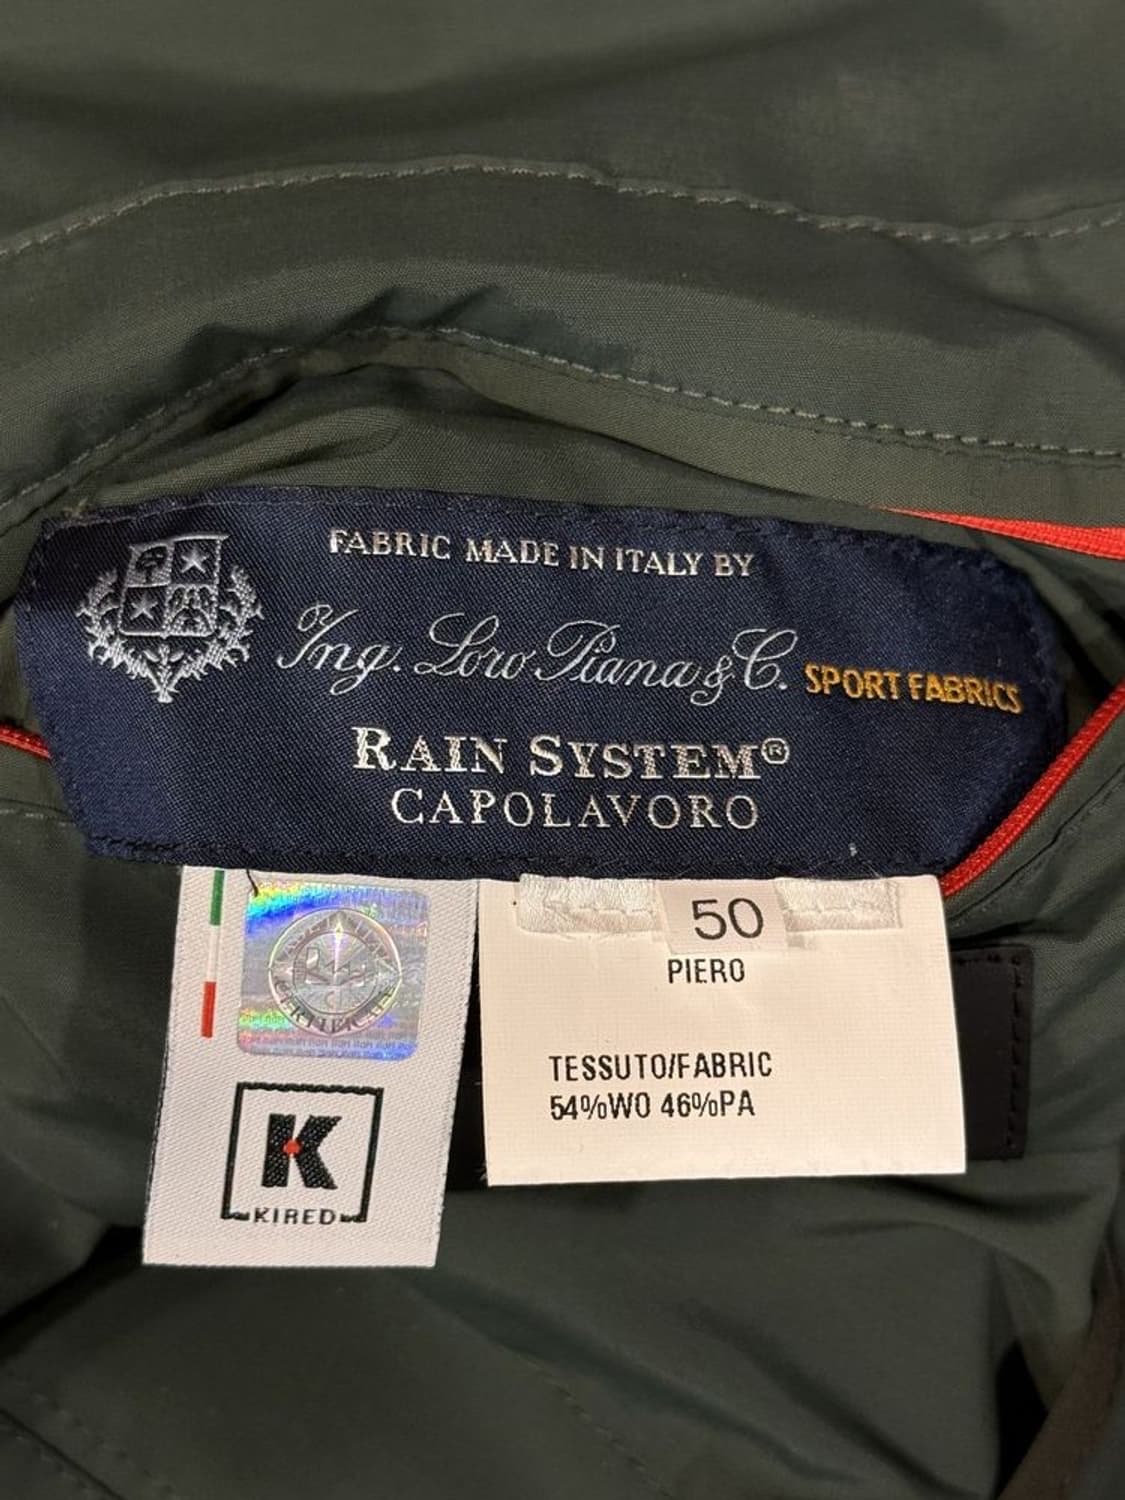 FABRIC MADE IN ITALY BY
Ing. Loro Piana & C. SPORT FABRICS
RAIN SYSTEM®
CAPOLAVORO
50
PIERO
TESSUTO/FABRIC
54%WO 46%PA
K
KIRED